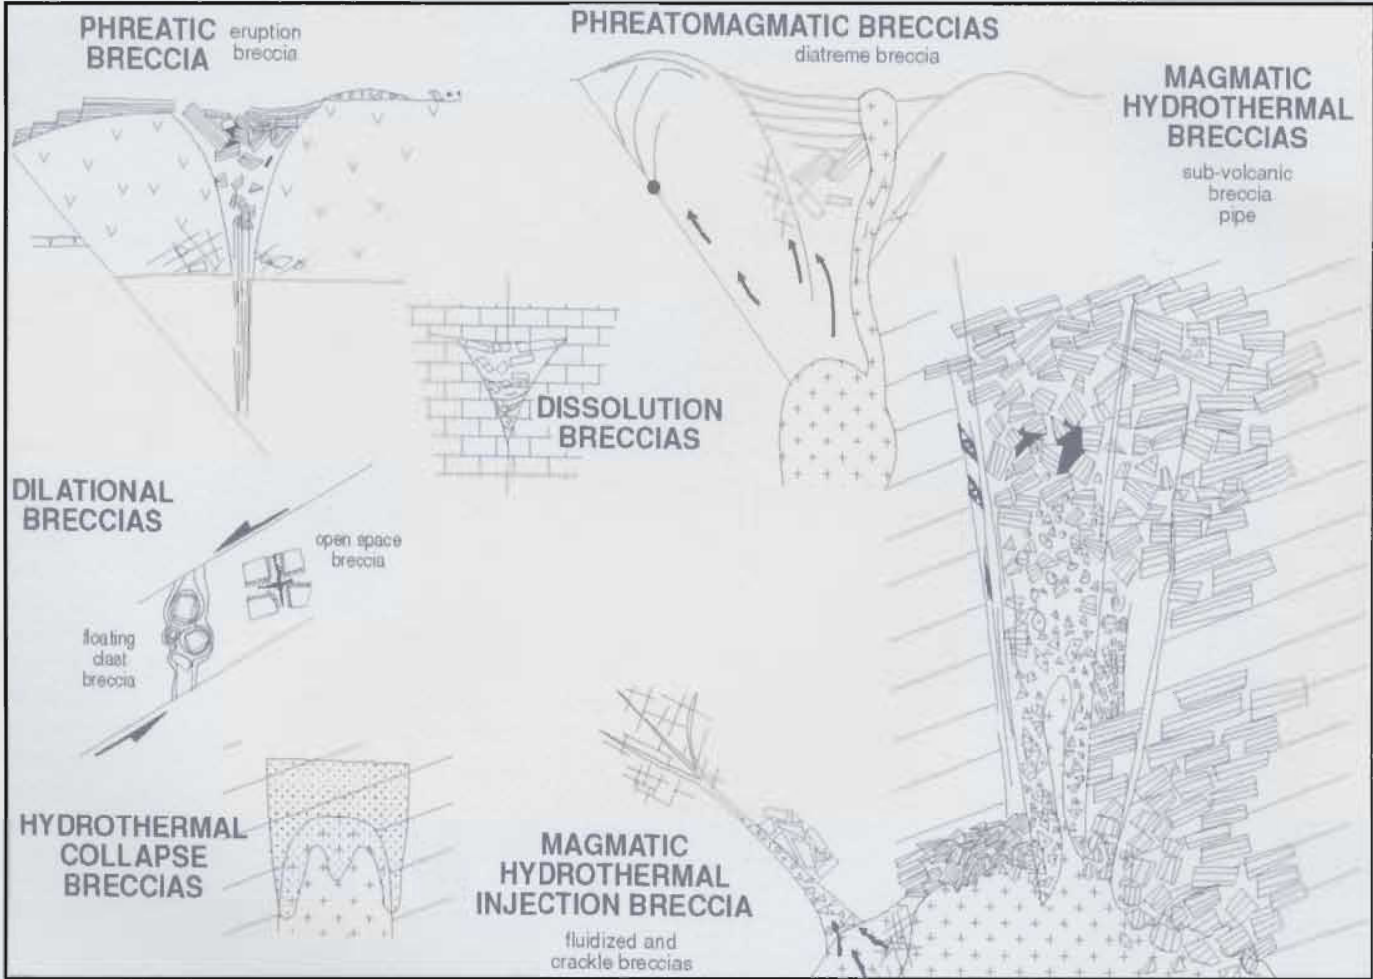 PHREATIC
BRECCIA
eruption
breccia
PHREATOMAGMATIC BRECCIAS
diatreme breccia
MAGMATIC
HYDROTHERMAL
BRECCIAS
sub-volcanic
breccia
pipe
DISSOLUTION
BRECCIAS
DILATIONAL
BRECCIAS
open space
breccia
floating
clast
breccia
HYDROTHERMAL
COLLAPSE
BRECCIAS
MAGMATIC
HYDROTHERMAL
INJECTION BRECCIA
fluidized and
crackle breccias